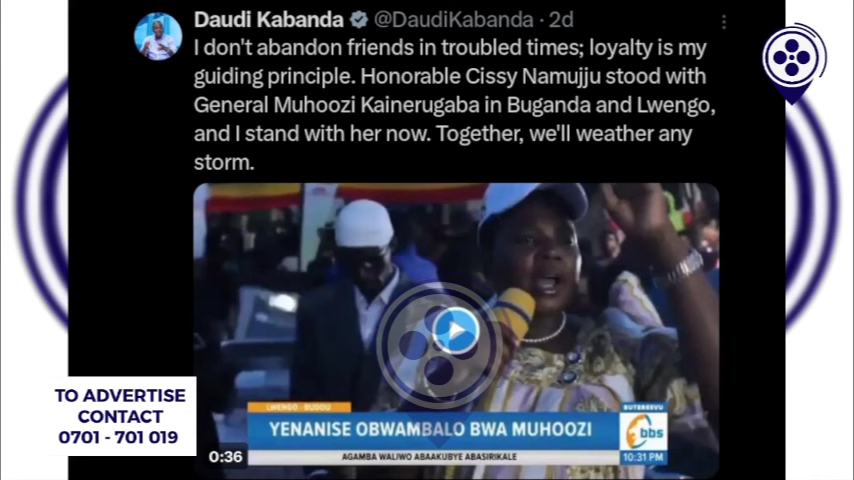 Daudi Kabanda @DaudiKabanda · 2d
I don't abandon friends in troubled times; loyalty is my
guiding principle. Honorable Cissy Namujju stood with
General Muhoozi Kainerugaba in Buganda and Lwengo,
and I stand with her now. Together, we'll weather any
storm.
LWENGO - BUDDU
YENANISE OBWAMBALO BWA MUHOOZI
AGAMBA WALIWO ABAAKUBYE ABASIRIKALE
BUTEREEVU
bbs
10:31 PM
0:36
TO ADVERTISE
CONTACT
0701 - 701 019